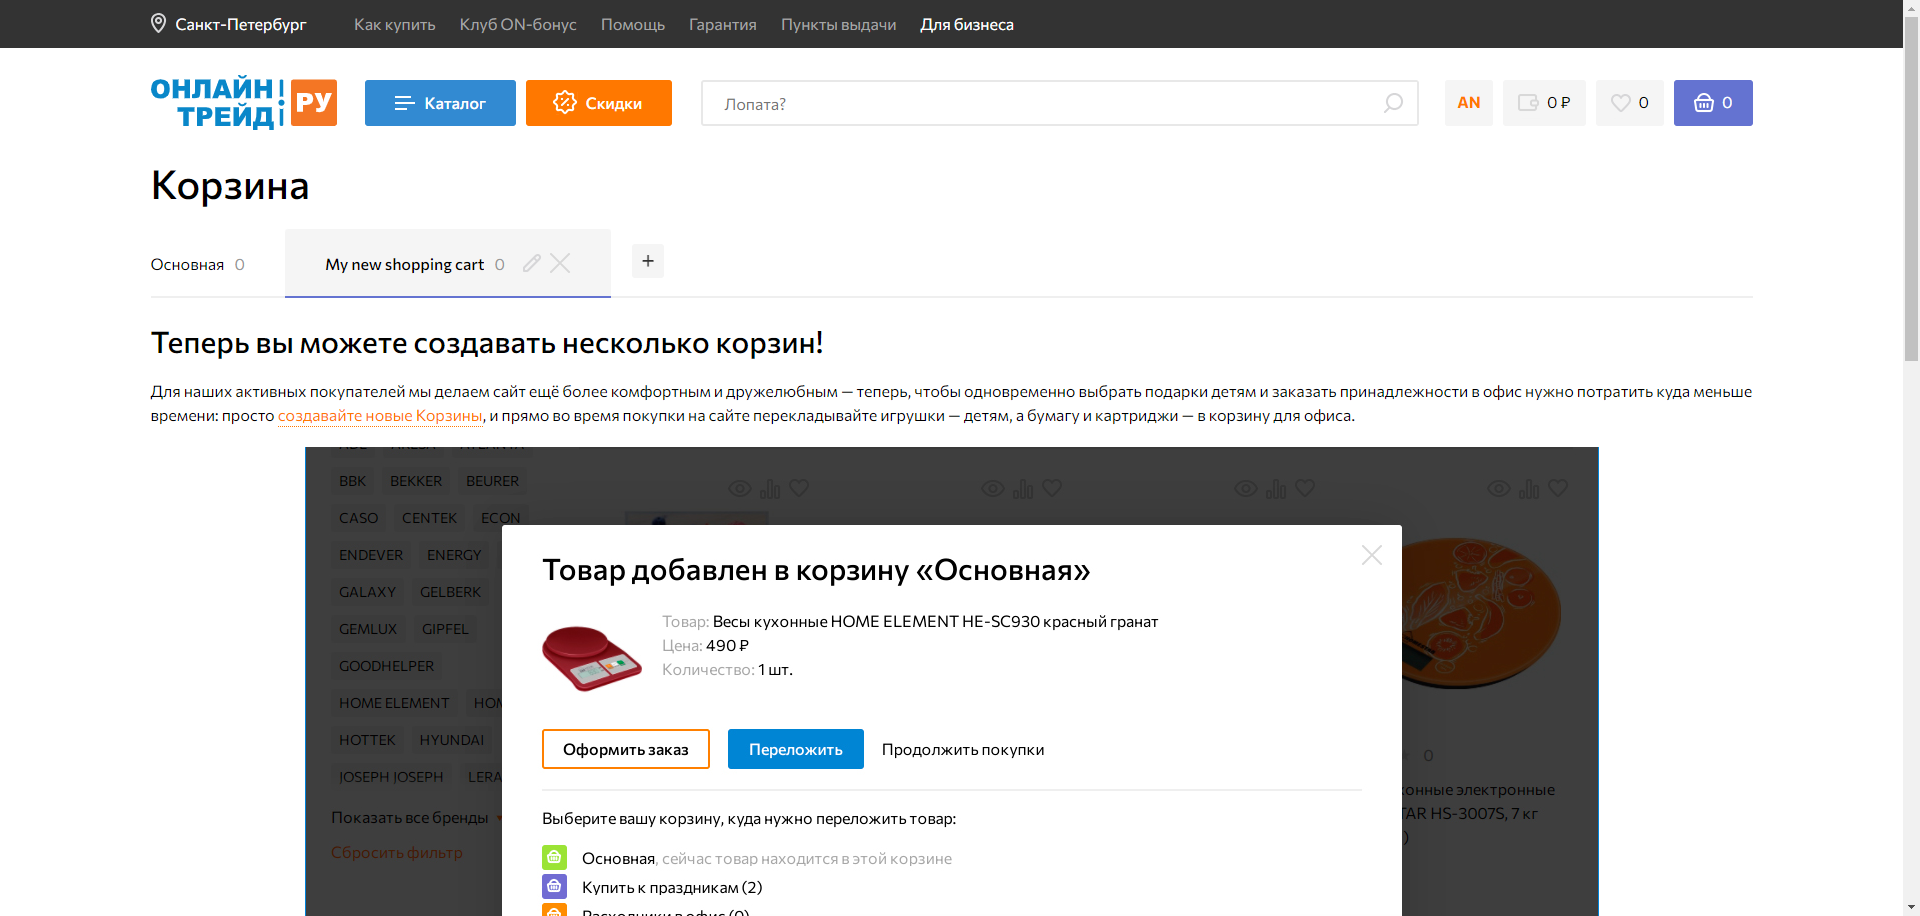 Санкт-Петербург
Как купить
Клуб ON-бонус
Помощь
Гарантия
Пункты выдачи
Для бизнеса
ОНЛАЙН ТРЕЙД РУ
Каталог
Скидки
Лопата?
AN
0 ₽
0
0
Корзина
Основная 0
My new shopping cart 0
+
Теперь вы можете создавать несколько корзин!
Для наших активных покупателей мы делаем сайт ещё более комфортным и дружелюбным — теперь, чтобы одновременно выбрать подарки детям и заказать принадлежности в офис нужно потратить куда меньше
времени: просто создавайте новые Корзины, и прямо во время покупки на сайте перекладывайте игрушки — детям, а бумагу и картриджи — в корзину для офиса.
BBK BEKKER BEURER
CASO CENTEK ECON
ENDEVER ENERGY
GALAXY GELBERK
GEMLUX GIPFEL
GOODHELPER
HOME ELEMENT
HOTTEK HYUNDAI
JOSEPH JOSEPH
Показать все бренды
Сбросить фильтр
Товар добавлен в корзину «Основная»
Товар: Весы кухонные HOME ELEMENT HE-SC930 красный гранат
Цена: 490 ₽
Количество: 1 шт.
Оформить заказ
Переложить
Продолжить покупки
Выберите вашу корзину, куда нужно переложить товар:
Основная, сейчас товар находится в этой корзине
Купить к праздникам (2)
Расходники в офис (0)
0
электронные
HS-3007S, 7 кг